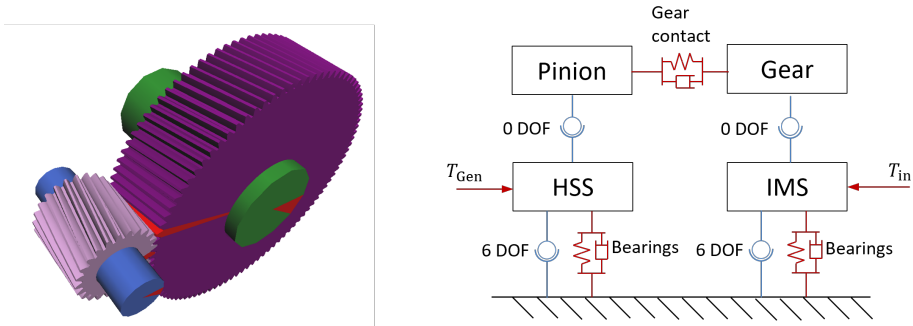 Gear
contact
Pinion
Gear
0 DOF
0 DOF
T_Gen
HSS
IMS
T_in
6 DOF
Bearings
6 DOF
Bearings